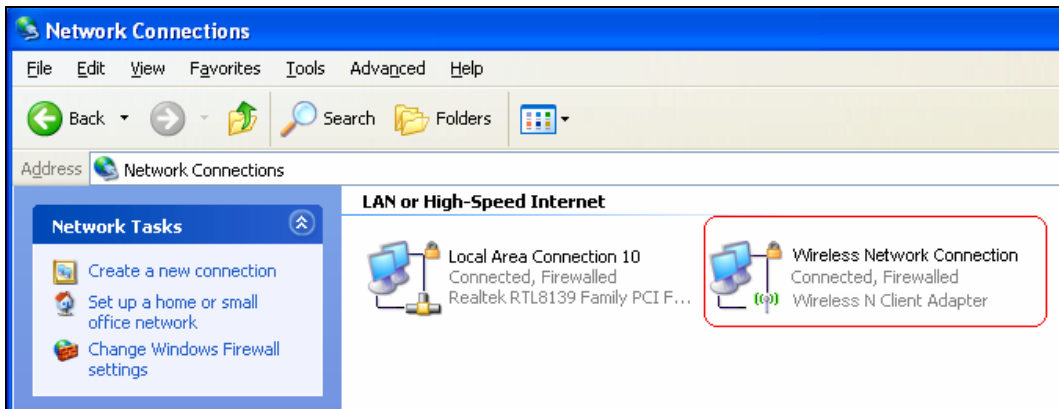 Network Connections
File Edit View Favorites Tools Advanced Help
Back Search Folders
Address Network Connections
LAN or High-Speed Internet
Network Tasks
Create a new connection
Set up a home or small
office network
Change Windows Firewall
settings
Local Area Connection 10
Connected, Firewalled
Realtek RTL8139 Family PCI F...
Wireless Network Connection
Connected, Firewalled
Wireless N Client Adapter